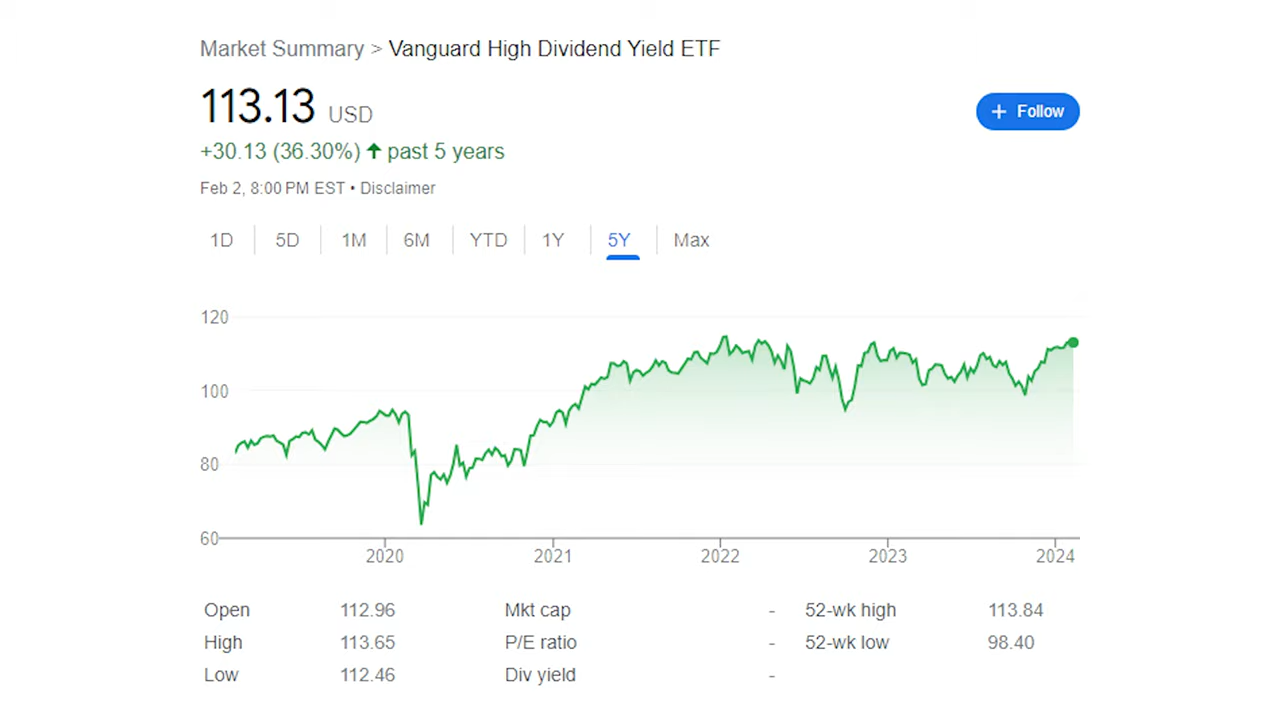 Market Summary > Vanguard High Dividend Yield ETF
113.13 USD
+ Follow
+30.13 (36.30%) ↑ past 5 years
Feb 2, 8:00 PM EST • Disclaimer
1D 5D 1M 6M YTD 1Y 5Y Max
120
100
80
60
2020 2021 2022 2023 2024
Open 112.96 Mkt cap - 52-wk high 113.84
High 113.65 P/E ratio - 52-wk low 98.40
Low 112.46 Div yield -